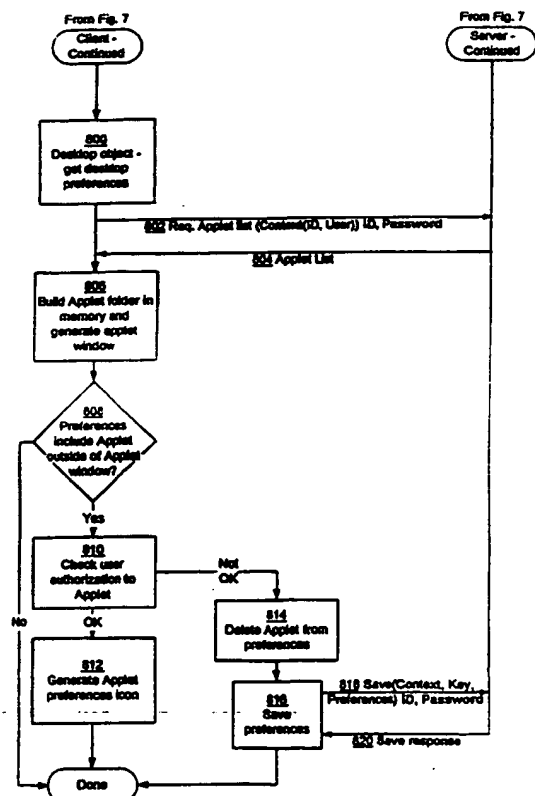 From Fig. 7
Client -
Continued
From Fig. 7
Server -
Continued
800
Desktop object -
get desktop
preferences
802 Req. Applet list (Context(ID, User)) ID, Password
804 Applet List
806
Build Applet folder in
memory and
generate applet
window
808
Preferences
include Applet
outside of Applet
window?
Yes
No
810
Check user
authorization to
Applet
Not
OK
OK
812
Generate Applet
preferences icon
814
Delete Applet from
preferences
816
Save
preferences
818 Save(Context, Key,
Preferences) ID, Password
820 Save response
Done